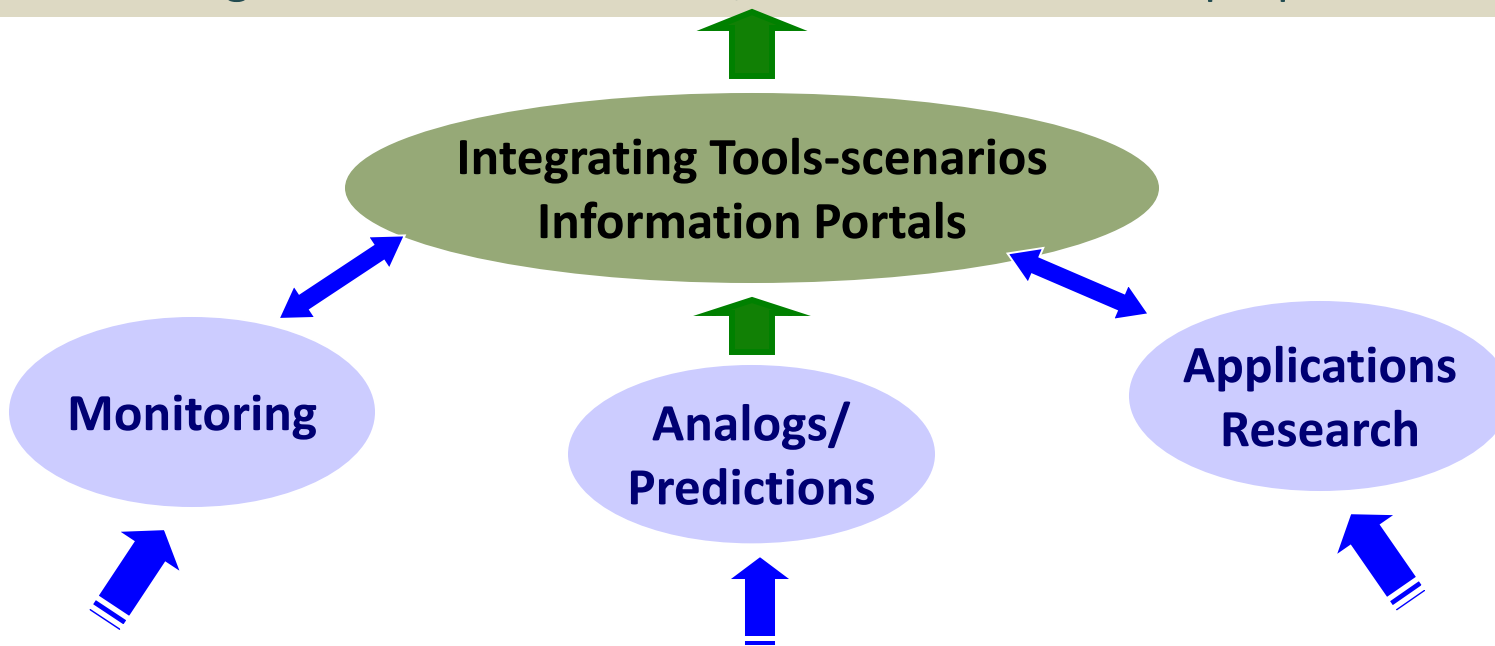 Integrating Tools-scenarios
Information Portals
Monitoring
Analogs/
Predictions
Applications
Research